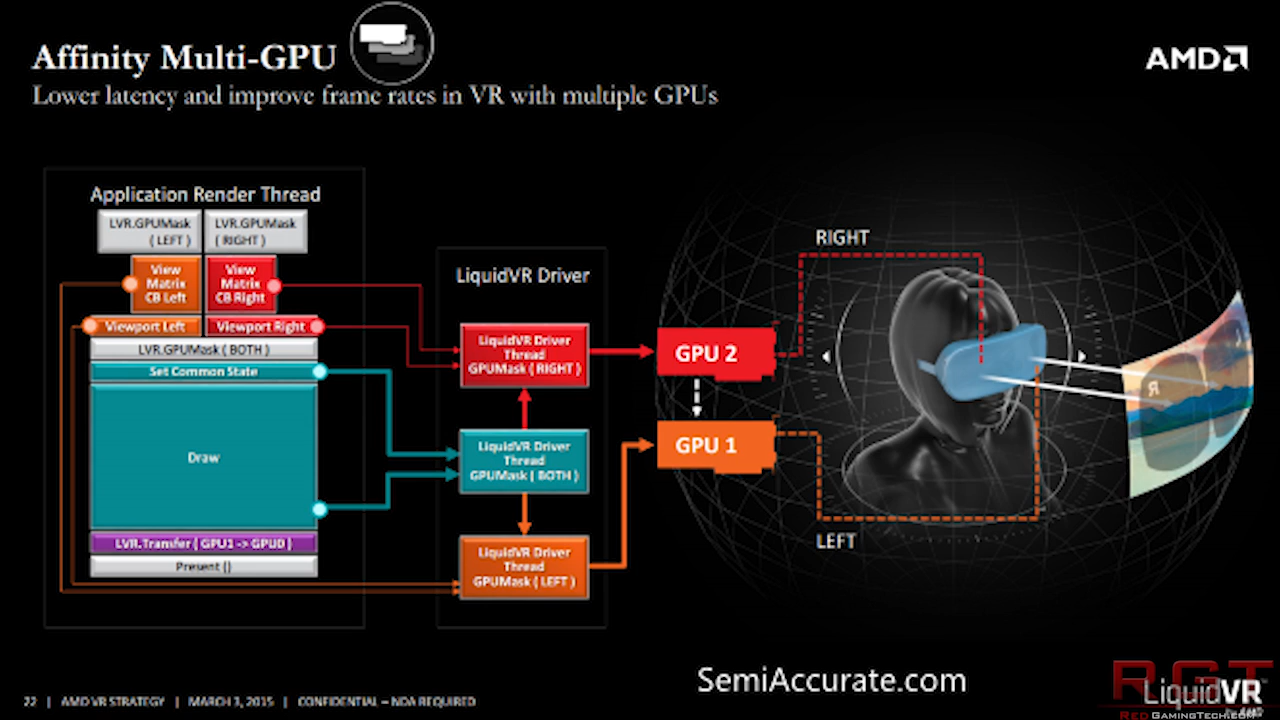 Affinity Multi-GPU
Lower latency and improve frame rates in VR with multiple GPUs
AMD
Application Render Thread
LVR.GPUMask
( LEFT )
LVR.GPUMask
( RIGHT )
View
Matrix
CB Left
View
Matrix
CB Right
Viewport Left
Viewport Right
LVR.GPUMask ( BOTH )
Set Common State
Draw
LVR.Transfer ( GPU1 -> GPU0 )
Present ()
LiquidVR Driver
LiquidVR Driver
Thread
GPUMask ( RIGHT )
LiquidVR Driver
Thread
GPUMask ( BOTH )
LiquidVR Driver
Thread
GPUMask ( LEFT )
GPU 2
GPU 1
RIGHT
LEFT
SemiAccurate.com
22 | AMD VR STRATEGY | MARCH 3, 2015 | CONFIDENTIAL – NDA REQUIRED
RGT
LiquidVR™
RedGamingTech.com